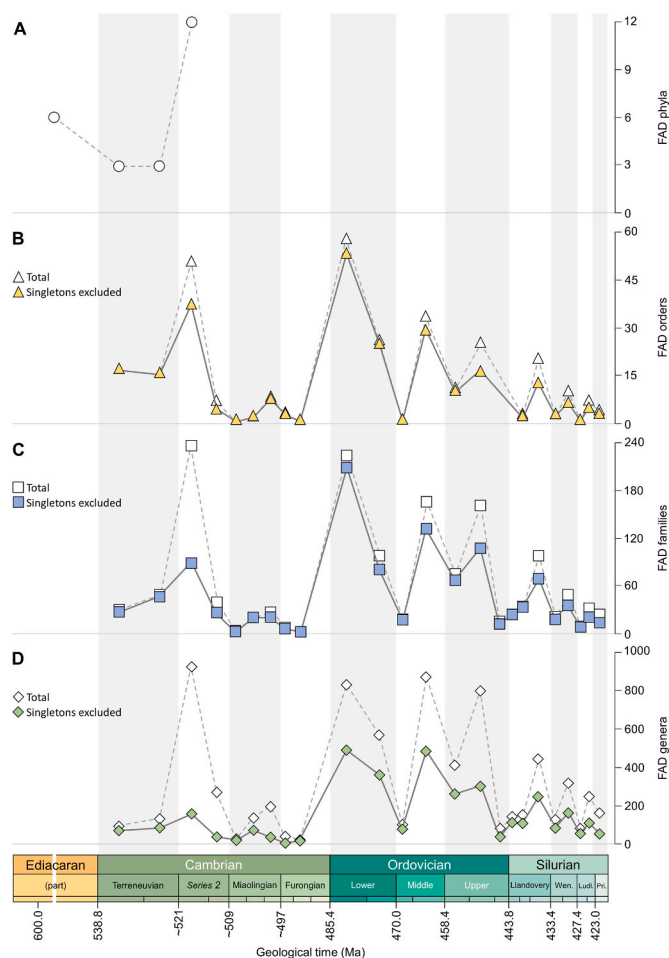 A
12
9
6
3
0
FAD phyla
B
Total
Singletons excluded
60
45
30
15
0
FAD orders
C
Total
Singletons excluded
240
180
120
60
0
FAD families
D
Total
Singletons excluded
1000
800
600
400
200
0
FAD genera
Ediacaran Cambrian Ordovician Silurian
(part) Terreneuvian Series 2 Miaolingian Furongian Lower Middle Upper Llandovery Wen. Ludl. Pri.
600.0 538.8 ~521 ~509 ~497 485.4 470.0 458.4 443.8 433.4 427.4 423.0
Geological time (Ma)